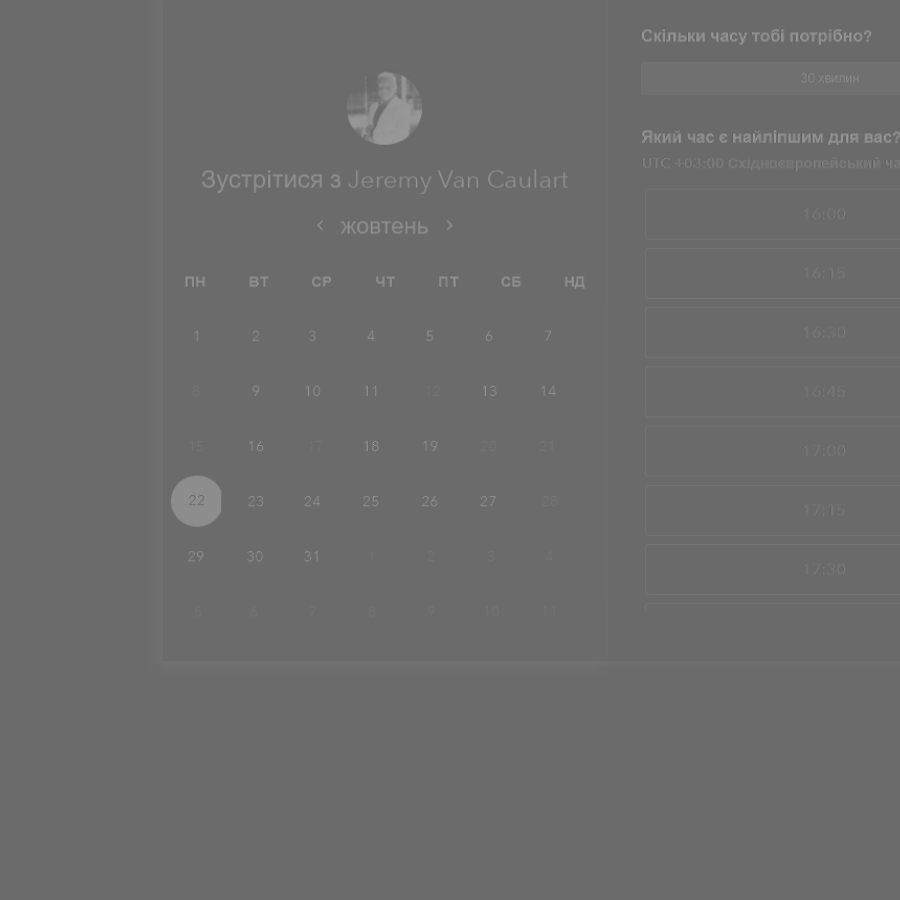 Зустрітися з Jeremy Van Caulart
жовтень
ПН ВТ СР ЧТ ПТ СБ НД
1 2 3 4 5 6 7
8 9 10 11 12 13 14
15 16 17 18 19 20 21
22 23 24 25 26 27 28
29 30 31 1 2 3 4
5 6 7 8 9 10 11
Скільки часу тобі потрібно?
30 хвилин
Який час є найліпшим для вас?
UTC +03:00 Східноєвропейський ча
16:00
16:15
16:30
16:45
17:00
17:15
17:30